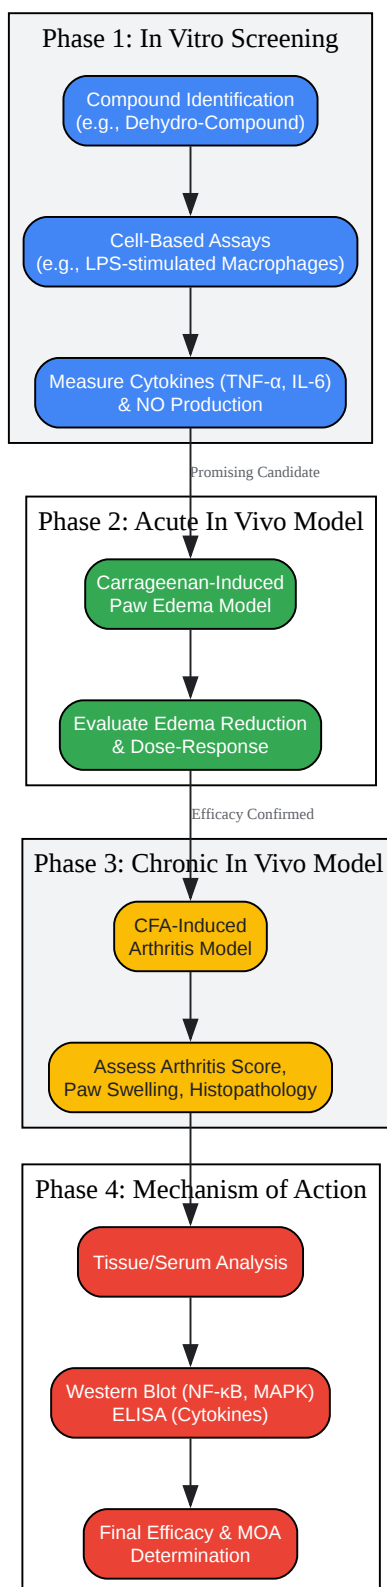 Phase 1: In Vitro Screening
Compound Identification
(e.g., Dehydro-Compound)
Cell-Based Assays
(e.g., LPS-stimulated Macrophages)
Measure Cytokines (TNF-α, IL-6)
& NO Production
Promising Candidate
Phase 2: Acute In Vivo Model
Carrageenan-Induced
Paw Edema Model
Evaluate Edema Reduction
& Dose-Response
Efficacy Confirmed
Phase 3: Chronic In Vivo Model
CFA-Induced
Arthritis Model
Assess Arthritis Score,
Paw Swelling, Histopathology
Phase 4: Mechanism of Action
Tissue/Serum Analysis
Western Blot (NF-κB, MAPK)
ELISA (Cytokines)
Final Efficacy & MOA
Determination